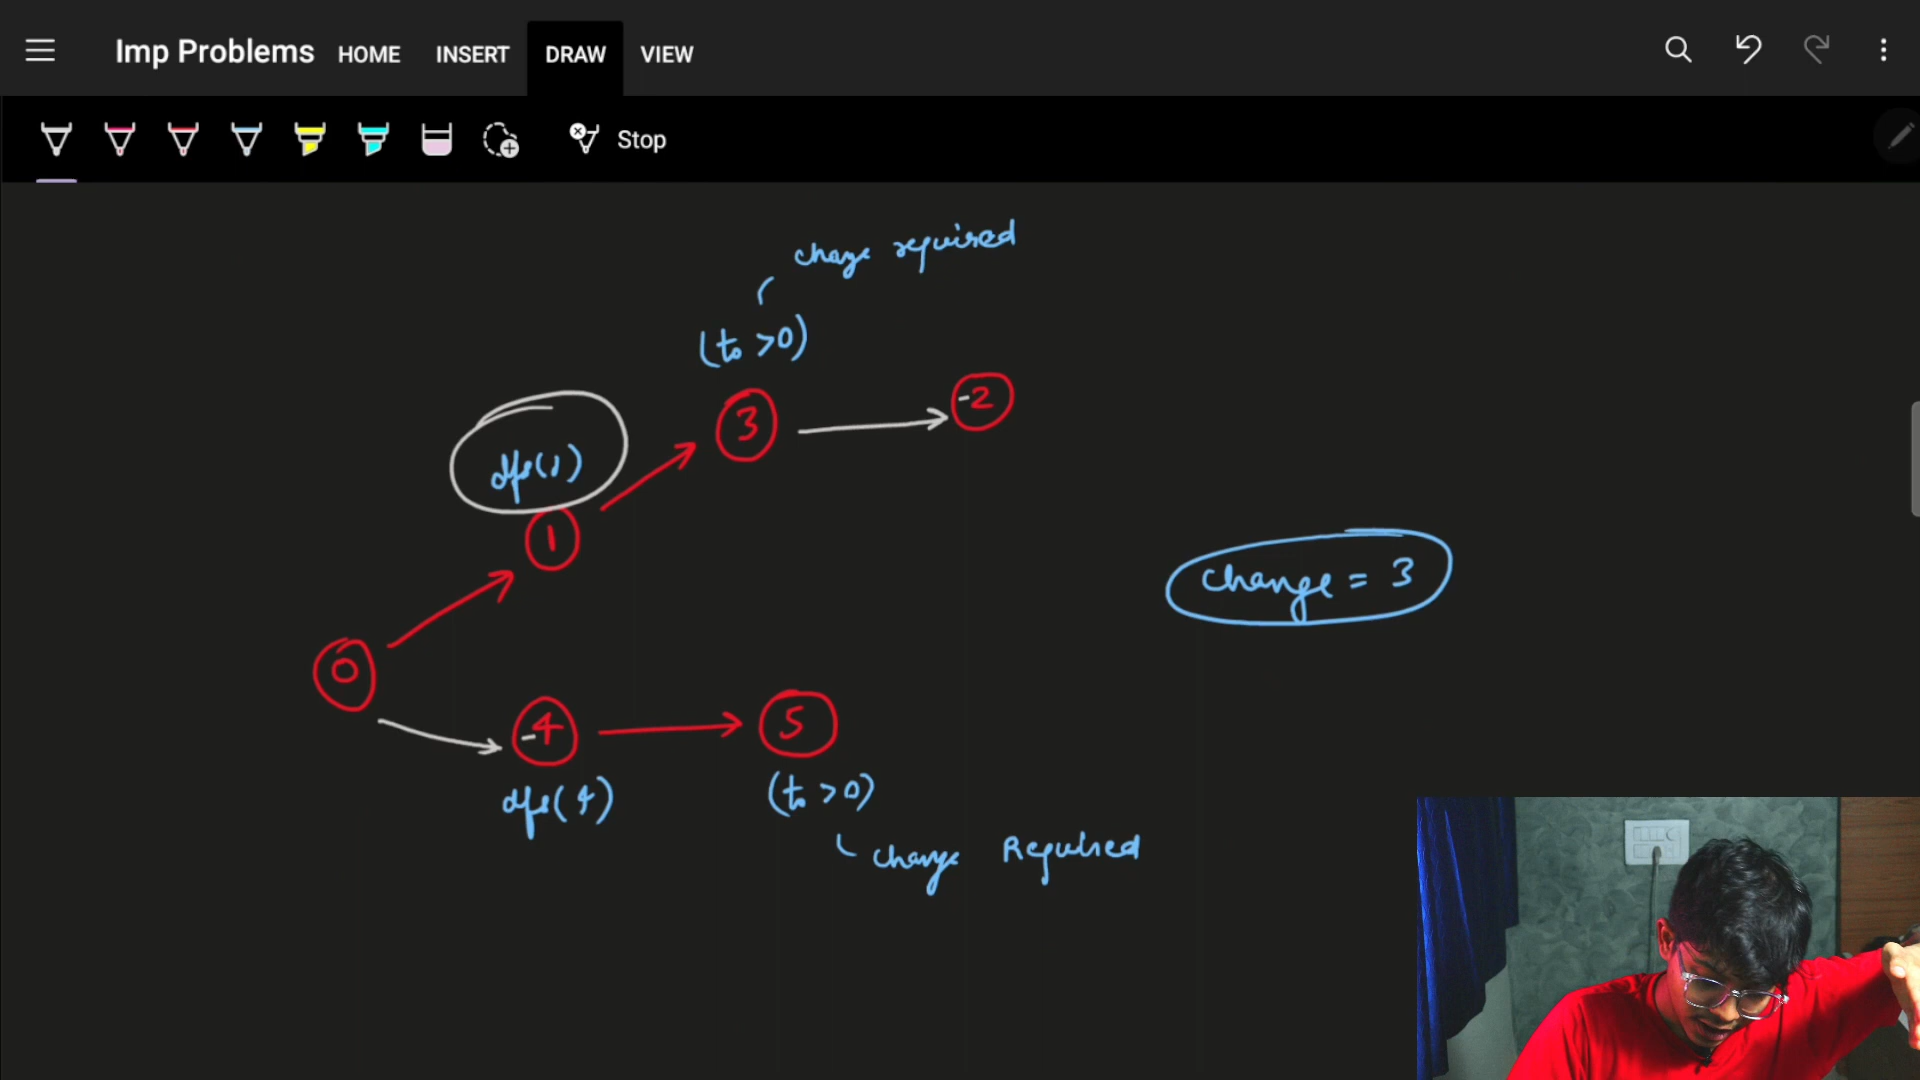 Imp Problems HOME INSERT DRAW VIEW
Stop
change required
(to >0)
-2
3
dfs(1)
1
change = 3
0
-4
5
dfs(4)
(to >0)
change Required